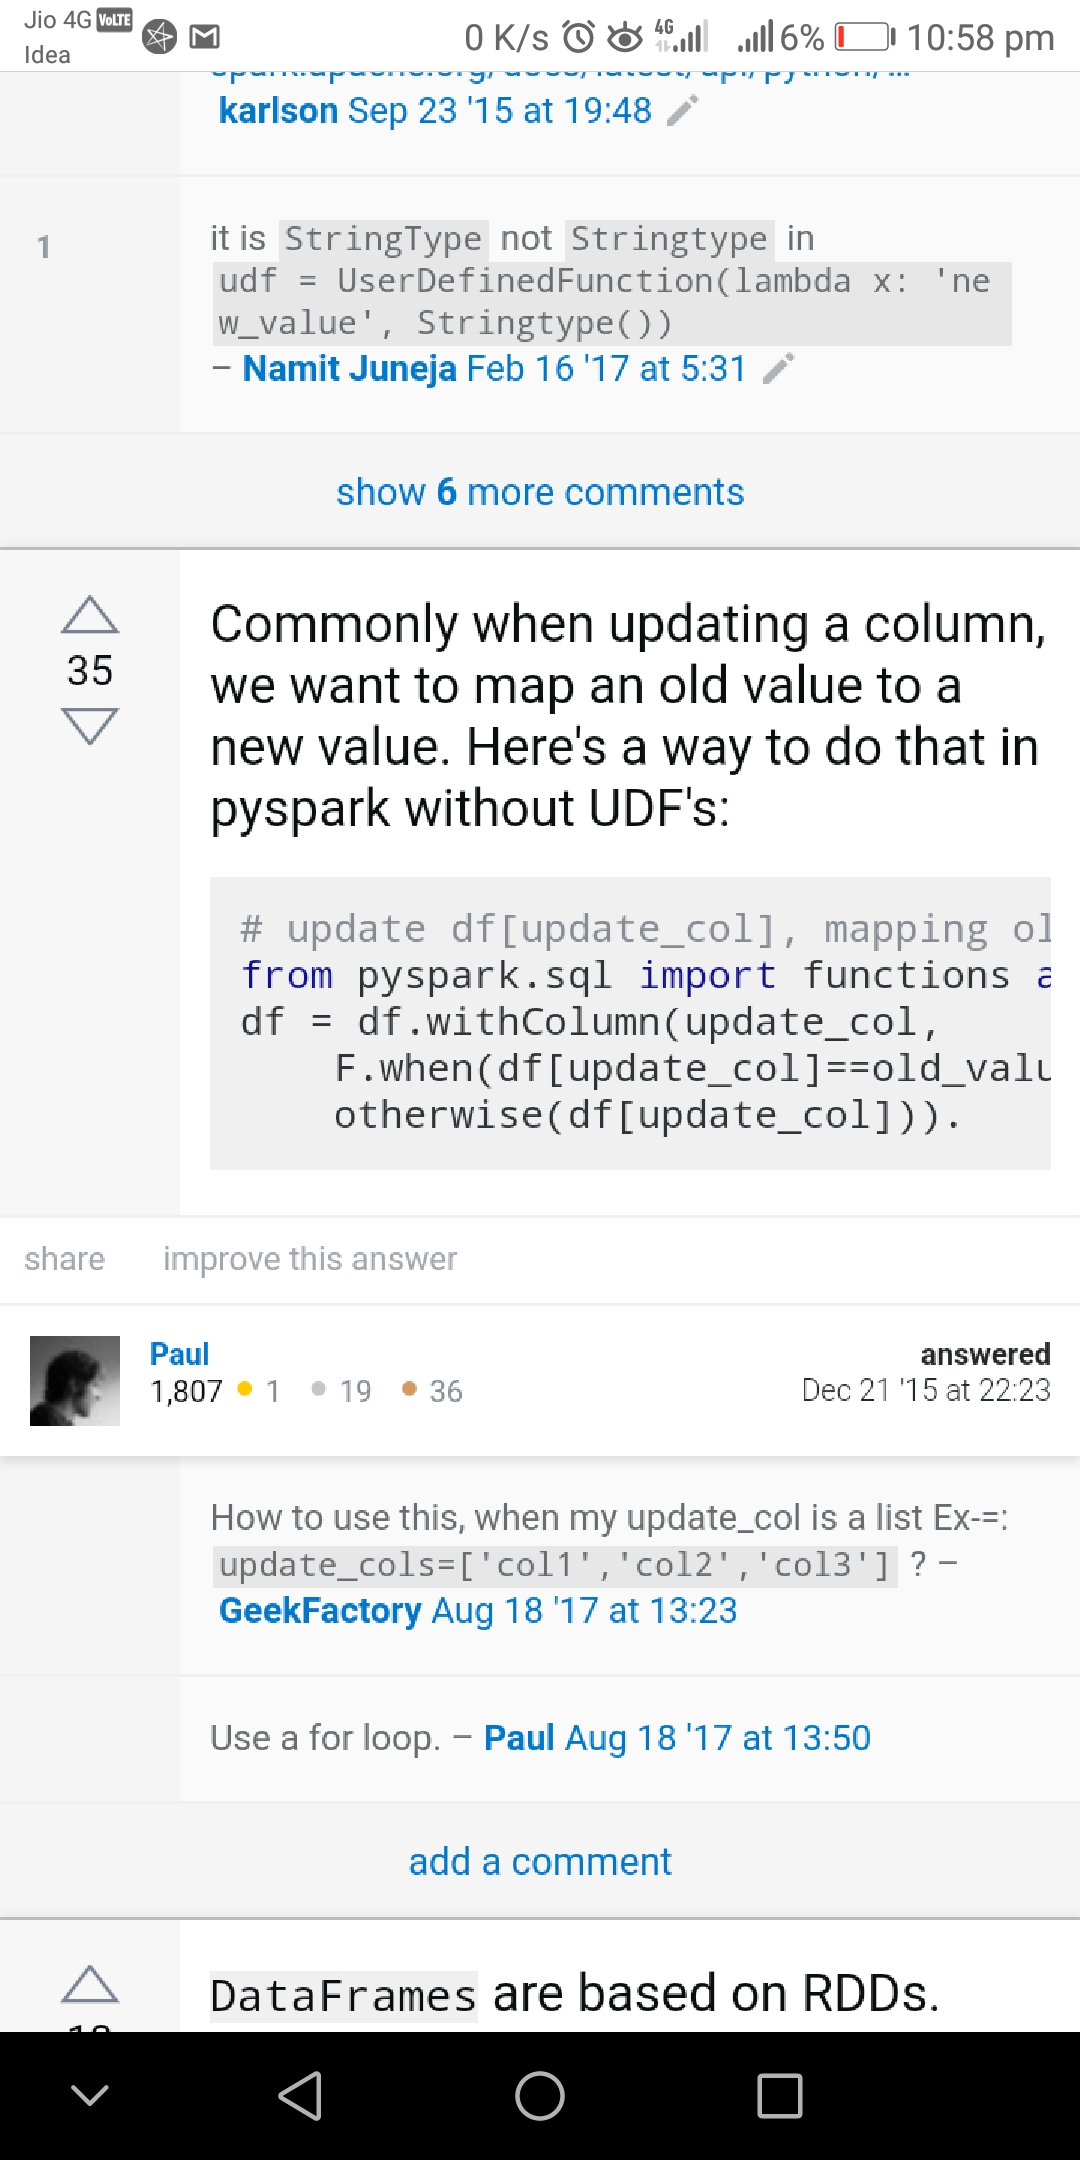 Jio 4G VoLTE
Idea
0 K/s 4G 6% 10:58 pm
karlson Sep 23 '15 at 19:48
1
it is StringType not Stringtype in
udf = UserDefinedFunction(lambda x: 'ne
w_value', Stringtype())
– Namit Juneja Feb 16 '17 at 5:31
show 6 more comments
35
Commonly when updating a column,
we want to map an old value to a
new value. Here's a way to do that in
pyspark without UDF's:
# update df[update_col], mapping ol
from pyspark.sql import functions a
df = df.withColumn(update_col,
F.when(df[update_col]==old_valu
otherwise(df[update_col])).
share improve this answer
Paul
answered
1,807 1 19 36
Dec 21 '15 at 22:23
How to use this, when my update_col is a list Ex-=:
update_cols=['col1','col2','col3'] ? –
GeekFactory Aug 18 '17 at 13:23
Use a for loop. – Paul Aug 18 '17 at 13:50
add a comment
DataFrames are based on RDDs.